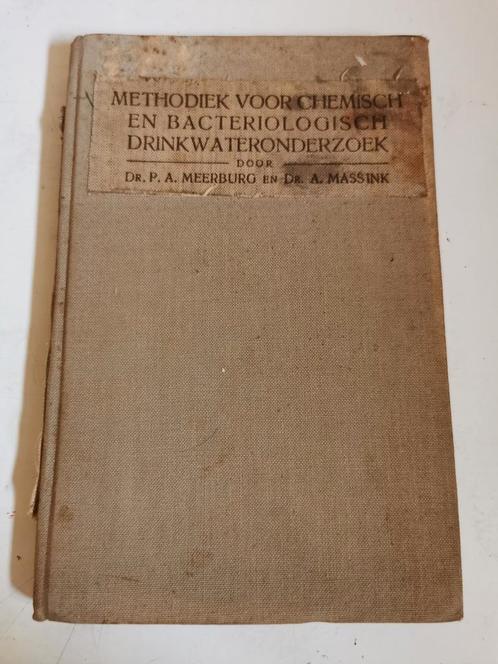 METHODIEK VOOR CHEMISCH
EN BACTERIOLOGISCH
DRINKWATERONDERZOEK
DOOR
DR. P. A. MEERBURG EN DR. A. MASSINK